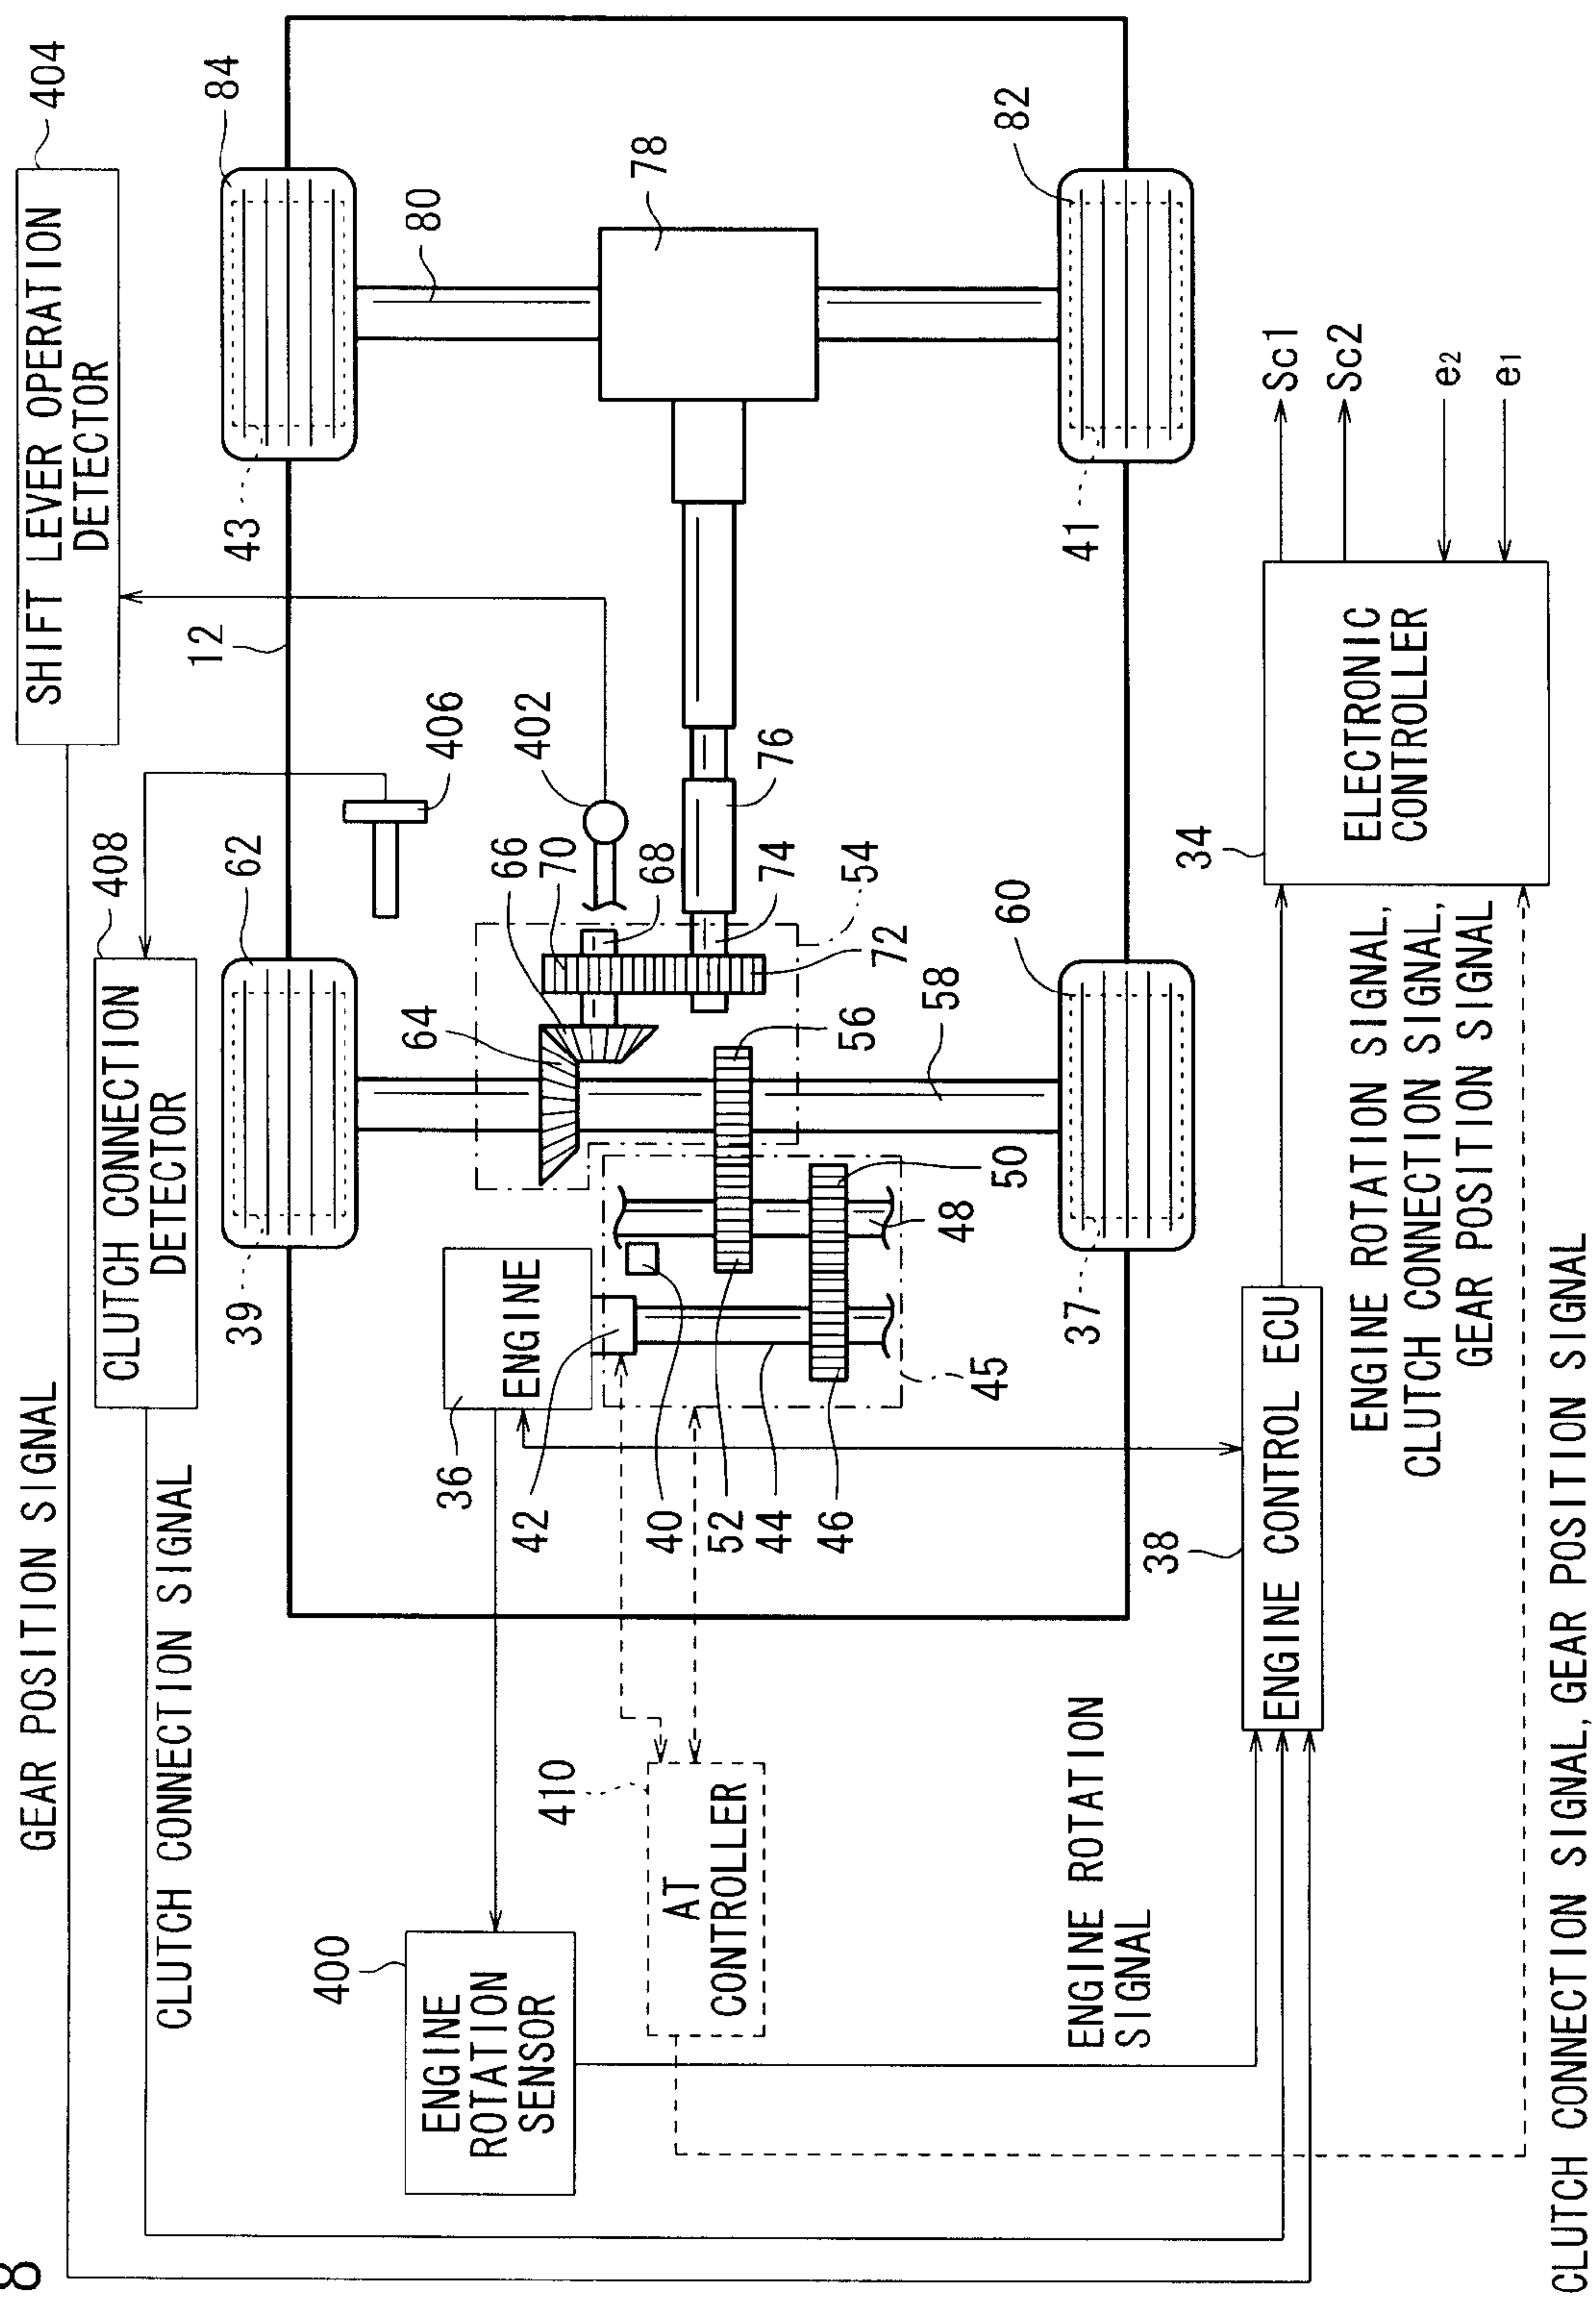 8
GEAR POSITION SIGNAL
CLUTCH CONNECTION SIGNAL
CLUTCH CONNECTION
DETECTOR
408
SHIFT LEVER OPERATION
DETECTOR
404
39
62
12
43
84
406
400
ENGINE
ROTATION
SENSOR
36
ENGINE
64
66
70
402
80
410
AT
CONTROLLER
42
40
52
44
46
68
74
76
78
54
72
56
58
48
50
45
ENGINE ROTATION
SIGNAL
37
60
41
82
38
ENGINE CONTROL ECU
34
ELECTRONIC
CONTROLLER
Sc1
Sc2
e2
e1
ENGINE ROTATION SIGNAL,
CLUTCH CONNECTION SIGNAL,
GEAR POSITION SIGNAL
CLUTCH CONNECTION SIGNAL, GEAR POSITION SIGNAL